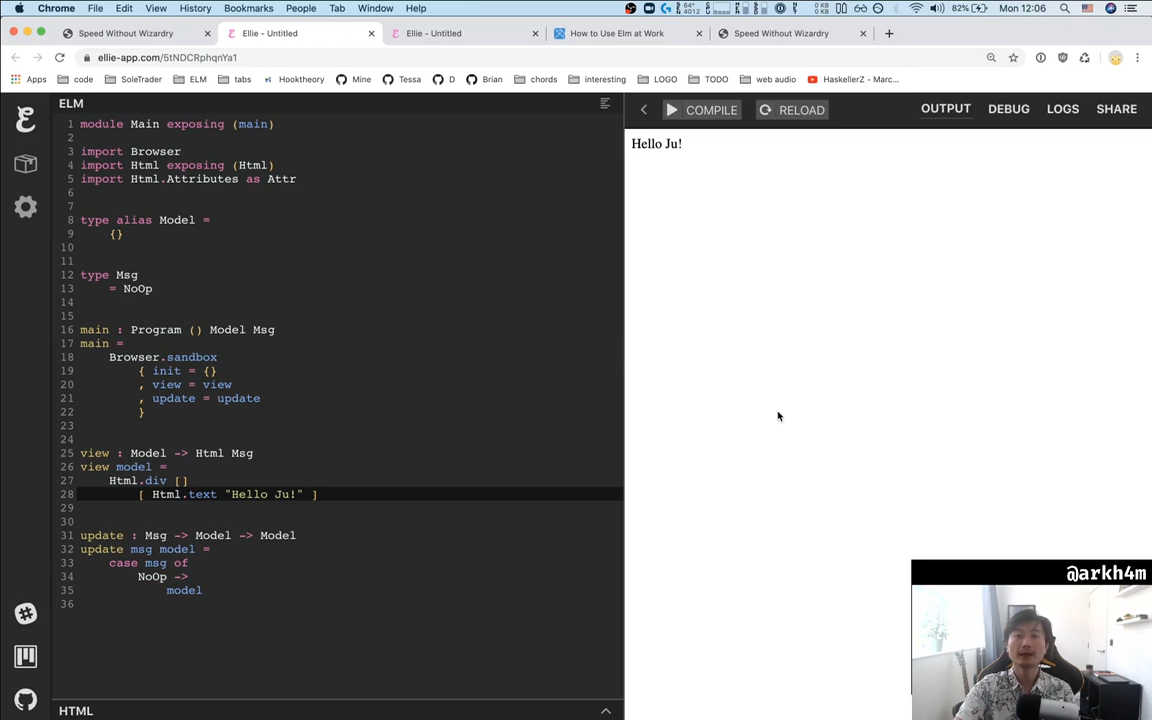 Chrome File Edit View History Bookmarks People Tab Window Help 82% Mon 12:06
Speed Without Wizardry Ellie - Untitled Ellie - Untitled How to Use Elm at Work Speed Without Wizardry
ellie-app.com/5tNDCRphqnYa1
Apps code SoleTrader ELM tabs Hooktheory Mine Tessa D Brian chords interesting LOGO TODO web audio HaskellerZ - Marc...
ELM
COMPILE RELOAD OUTPUT DEBUG LOGS SHARE
1 module Main exposing (main)
2
3 import Browser
4 import Html exposing (Html)
5 import Html.Attributes as Attr
6
7
8 type alias Model =
9 {}
10
11
12 type Msg
13 = NoOp
14
15
16 main : Program () Model Msg
17 main =
18 Browser.sandbox
19 { init = {}
20 , view = view
21 , update = update
22 }
23
24
25 view : Model -> Html Msg
26 view model =
27 Html.div []
28 [ Html.text "Hello Ju!" ]
29
30
31 update : Msg -> Model -> Model
32 update msg model =
33 case msg of
34 NoOp ->
35 model
36
HTML
Hello Ju!
@arkh4m